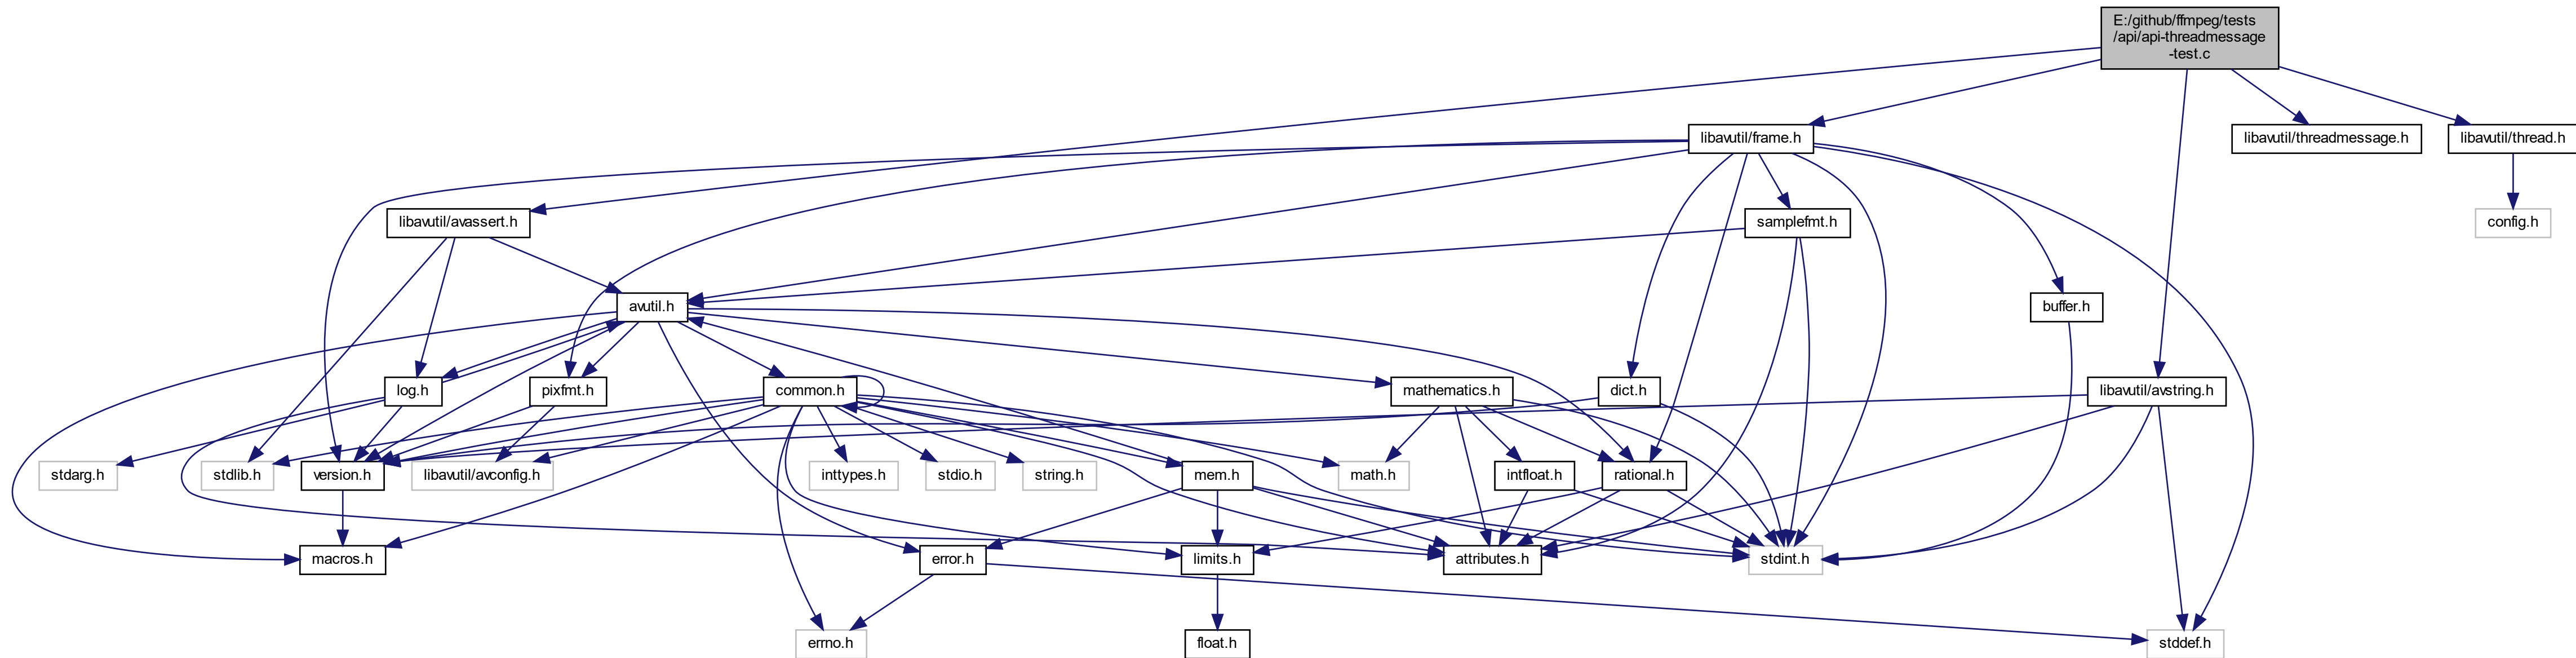 E:/github/ffmpeg/tests
/api/api-threadmessage
-test.c
libavutil/frame.h
libavutil/threadmessage.h
libavutil/thread.h
libavutil/avassert.h
samplefmt.h
config.h
avutil.h
buffer.h
log.h
pixfmt.h
common.h
mathematics.h
dict.h
libavutil/avstring.h
stdarg.h
stdlib.h
version.h
libavutil/avconfig.h
inttypes.h
stdio.h
string.h
mem.h
math.h
intfloat.h
rational.h
macros.h
error.h
limits.h
attributes.h
stdint.h
errno.h
float.h
stddef.h